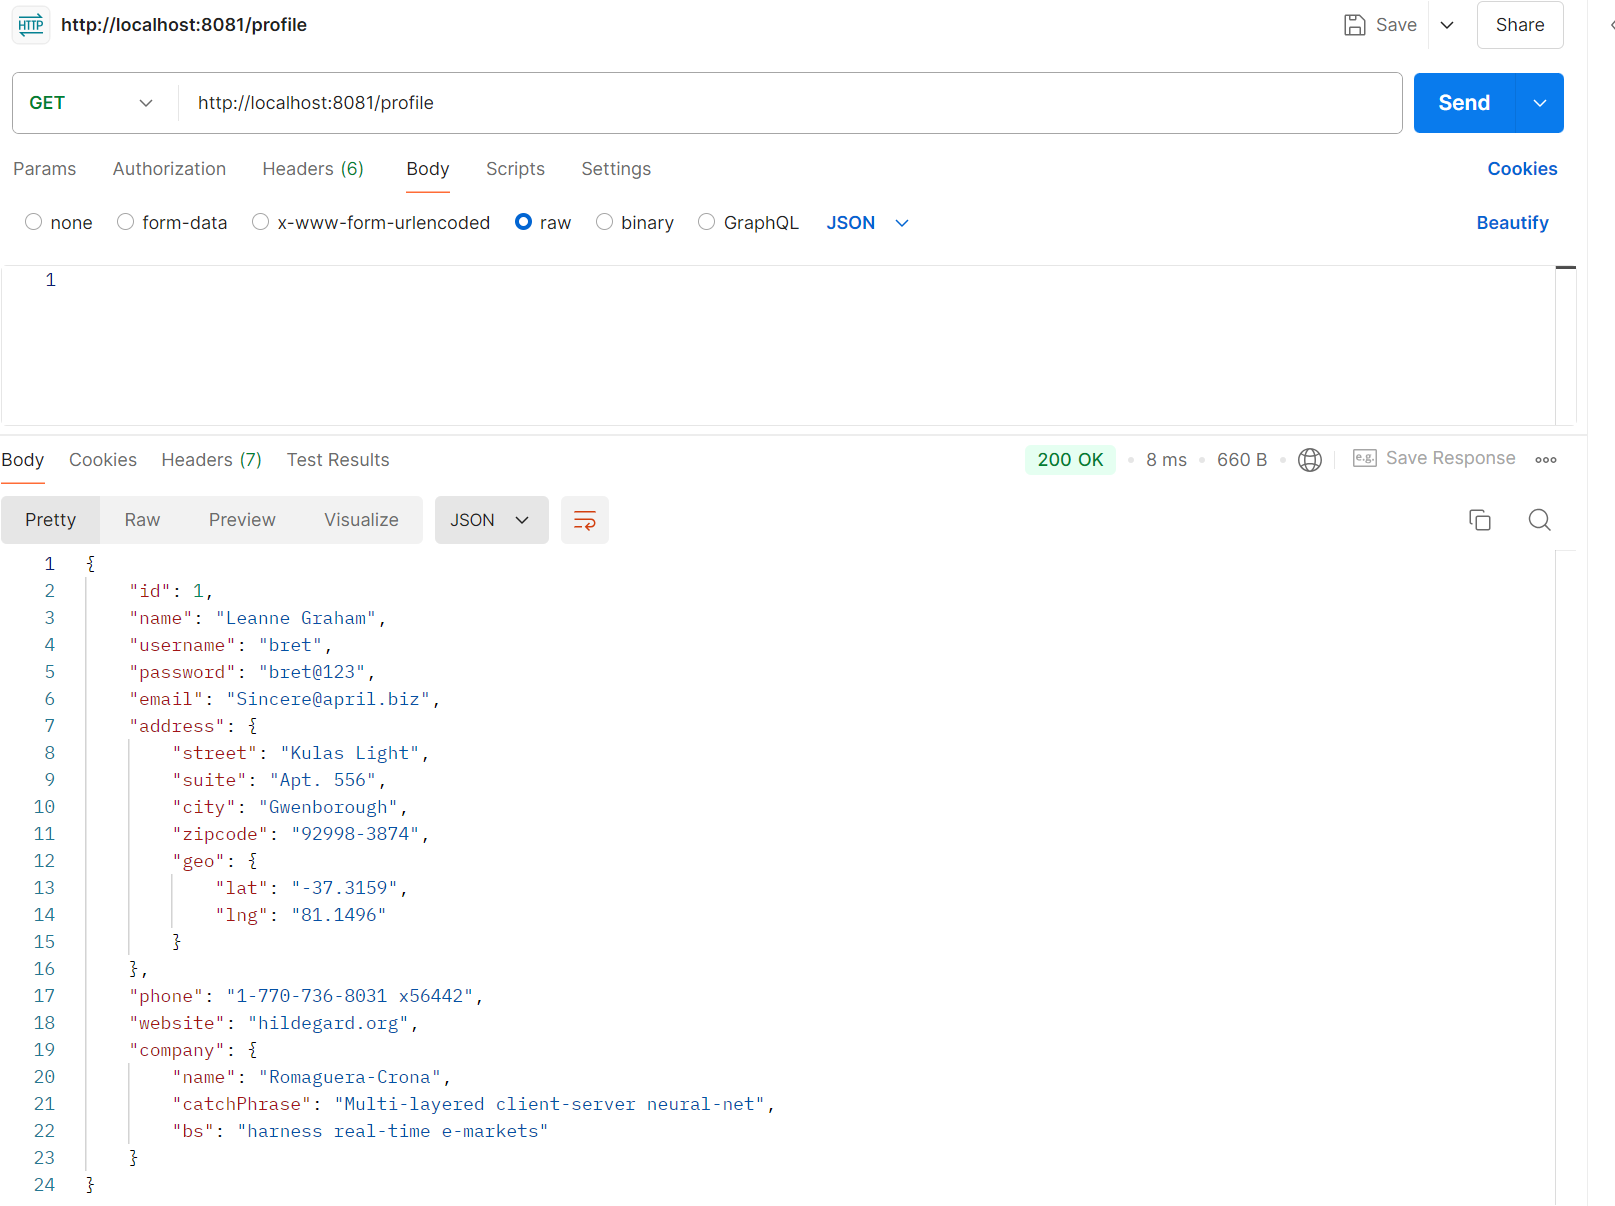 HTTP http://localhost:8081/profile Save Share
GET http://localhost:8081/profile Send
Params Authorization Headers (6) Body Scripts Settings Cookies
none form-data x-www-form-urlencoded raw binary GraphQL JSON Beautify
1
Body Cookies Headers (7) Test Results 200 OK 8 ms 660 B e.g. Save Response
Pretty Raw Preview Visualize JSON
1 {
2 "id": 1,
3 "name": "Leanne Graham",
4 "username": "bret",
5 "password": "bret@123",
6 "email": "Sincere@april.biz",
7 "address": {
8 "street": "Kulas Light",
9 "suite": "Apt. 556",
10 "city": "Gwenborough",
11 "zipcode": "92998-3874",
12 "geo": {
13 "lat": "-37.3159",
14 "lng": "81.1496"
15 }
16 },
17 "phone": "1-770-736-8031 x56442",
18 "website": "hildegard.org",
19 "company": {
20 "name": "Romaguera-Crona",
21 "catchPhrase": "Multi-layered client-server neural-net",
22 "bs": "harness real-time e-markets"
23 }
24 }